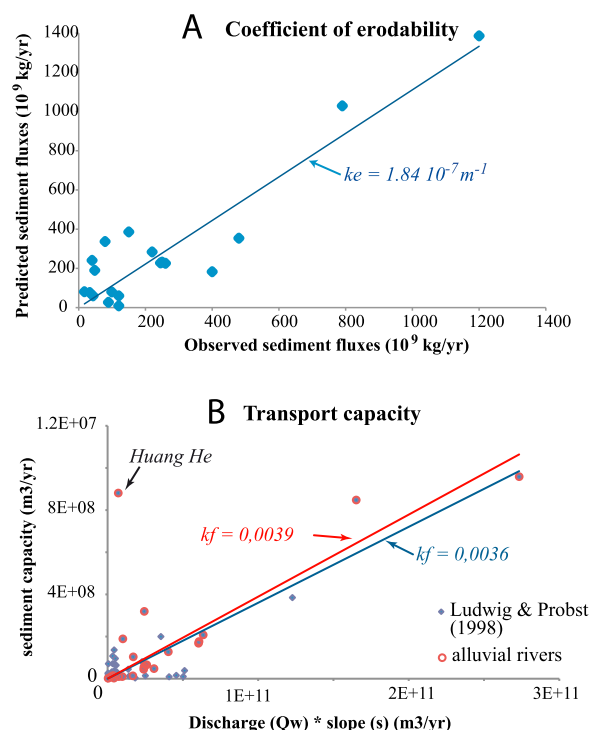 A Coefficient of erodability
Predicted sediment fluxes (10⁹ kg/yr)
1400
1200
1000
800
600
400
200
0
ke = 1.84 10⁻⁷m⁻¹
0 200 400 600 800 1000 1200 1400
Observed sediment fluxes (10⁹ kg/yr)
B Transport capacity
sediment capacity (m3/yr)
1.2E+07
8E+08
4E+08
0
Huang He
kf = 0,0039
kf = 0,0036
Ludwig & Probst
(1998)
alluvial rivers
0 1E+11 2E+11 3E+11
Discharge (Qw) * slope (s) (m3/yr)